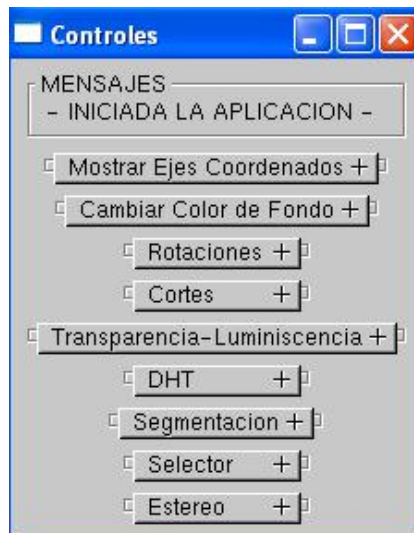 Controles
MENSAJES
- INICIADA LA APLICACION -
Mostrar Ejes Coordenados +
Cambiar Color de Fondo +
Rotaciones +
Cortes +
Transparencia-Luminiscencia +
DHT +
Segmentacion +
Selector +
Estereo +